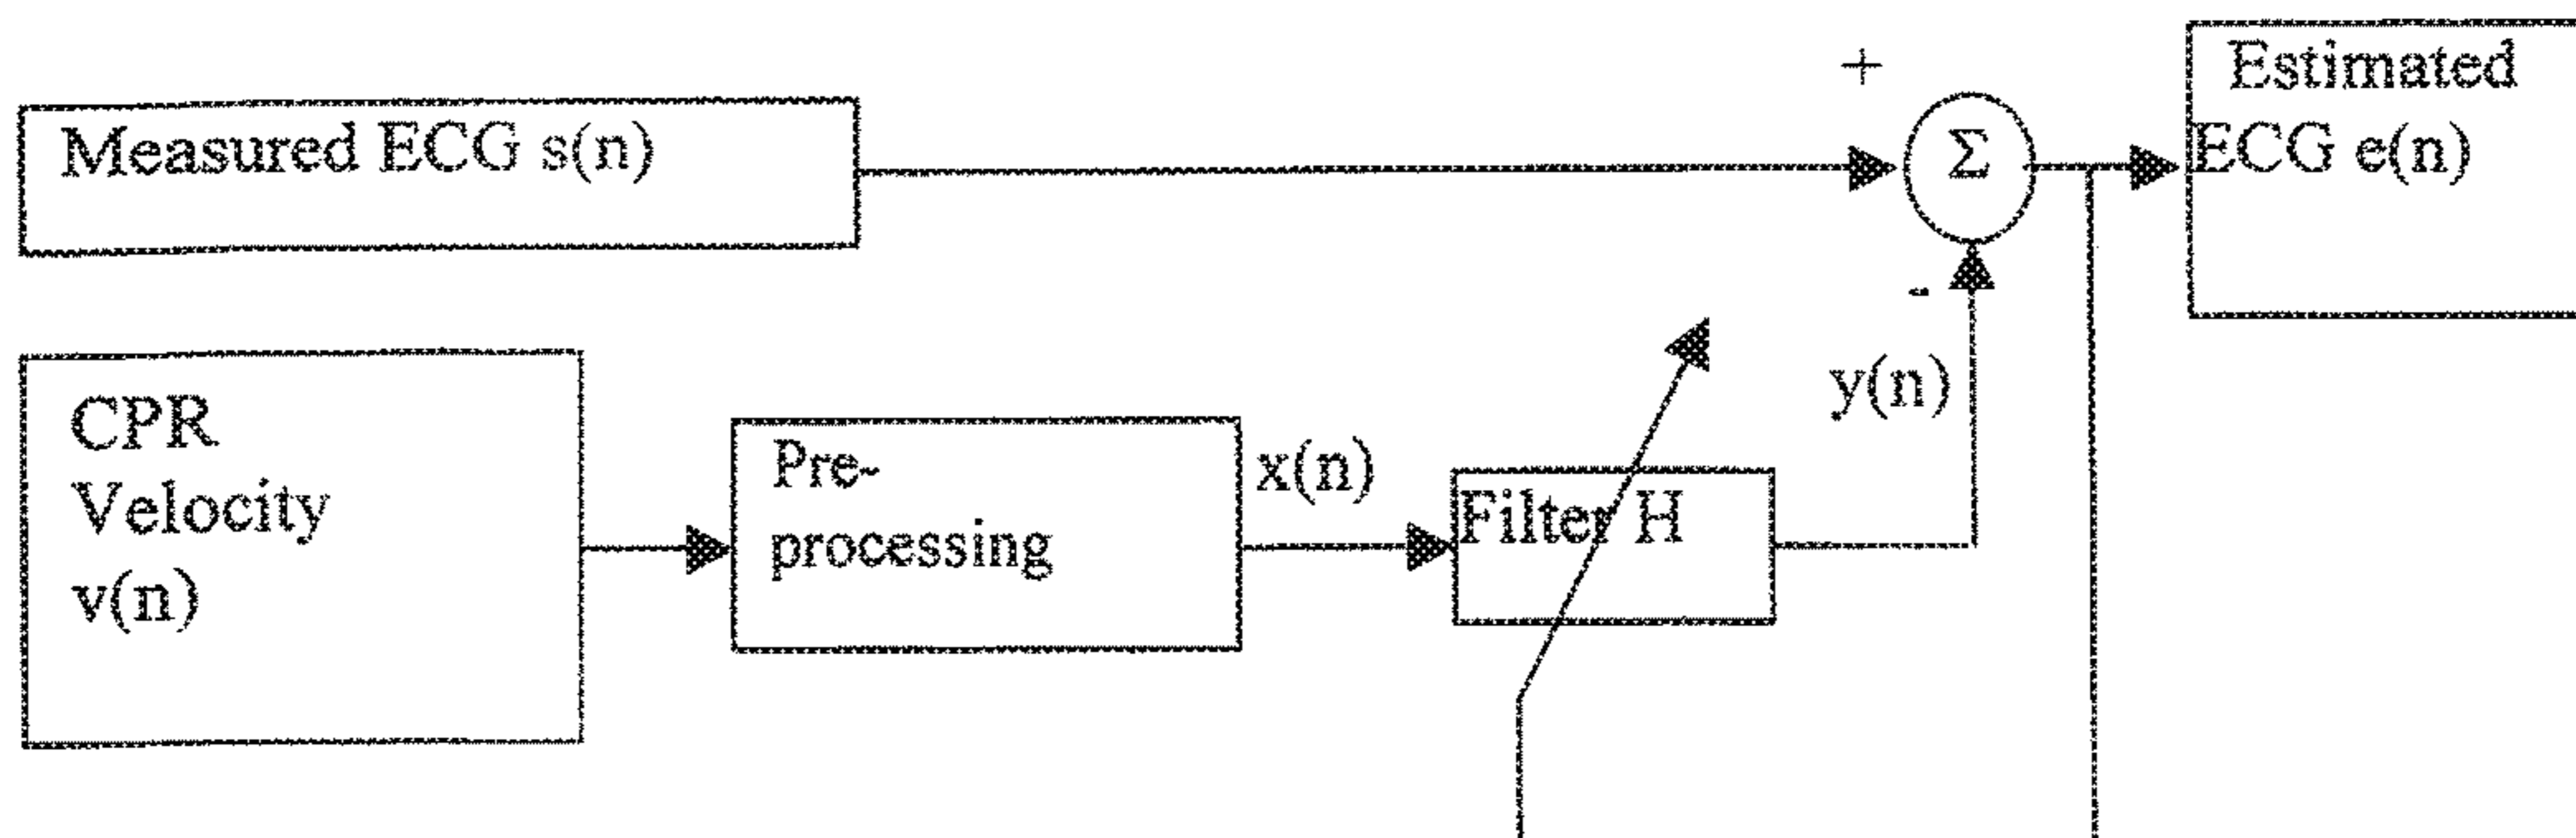 Measured ECG s(n)
+
Σ
Estimated
ECG e(n)
-
y(n)
CPR
Velocity
v(n)
Pre-
processing
x(n)
Filter H